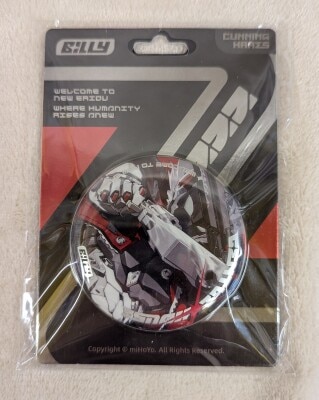 BILLY
CUNNING
HARES
WELCOME TO
NEW ERIDU
WHERE HUMANITY
RISES ANEW
BILLY
Copyright © miHoYo. All Rights Reserved.